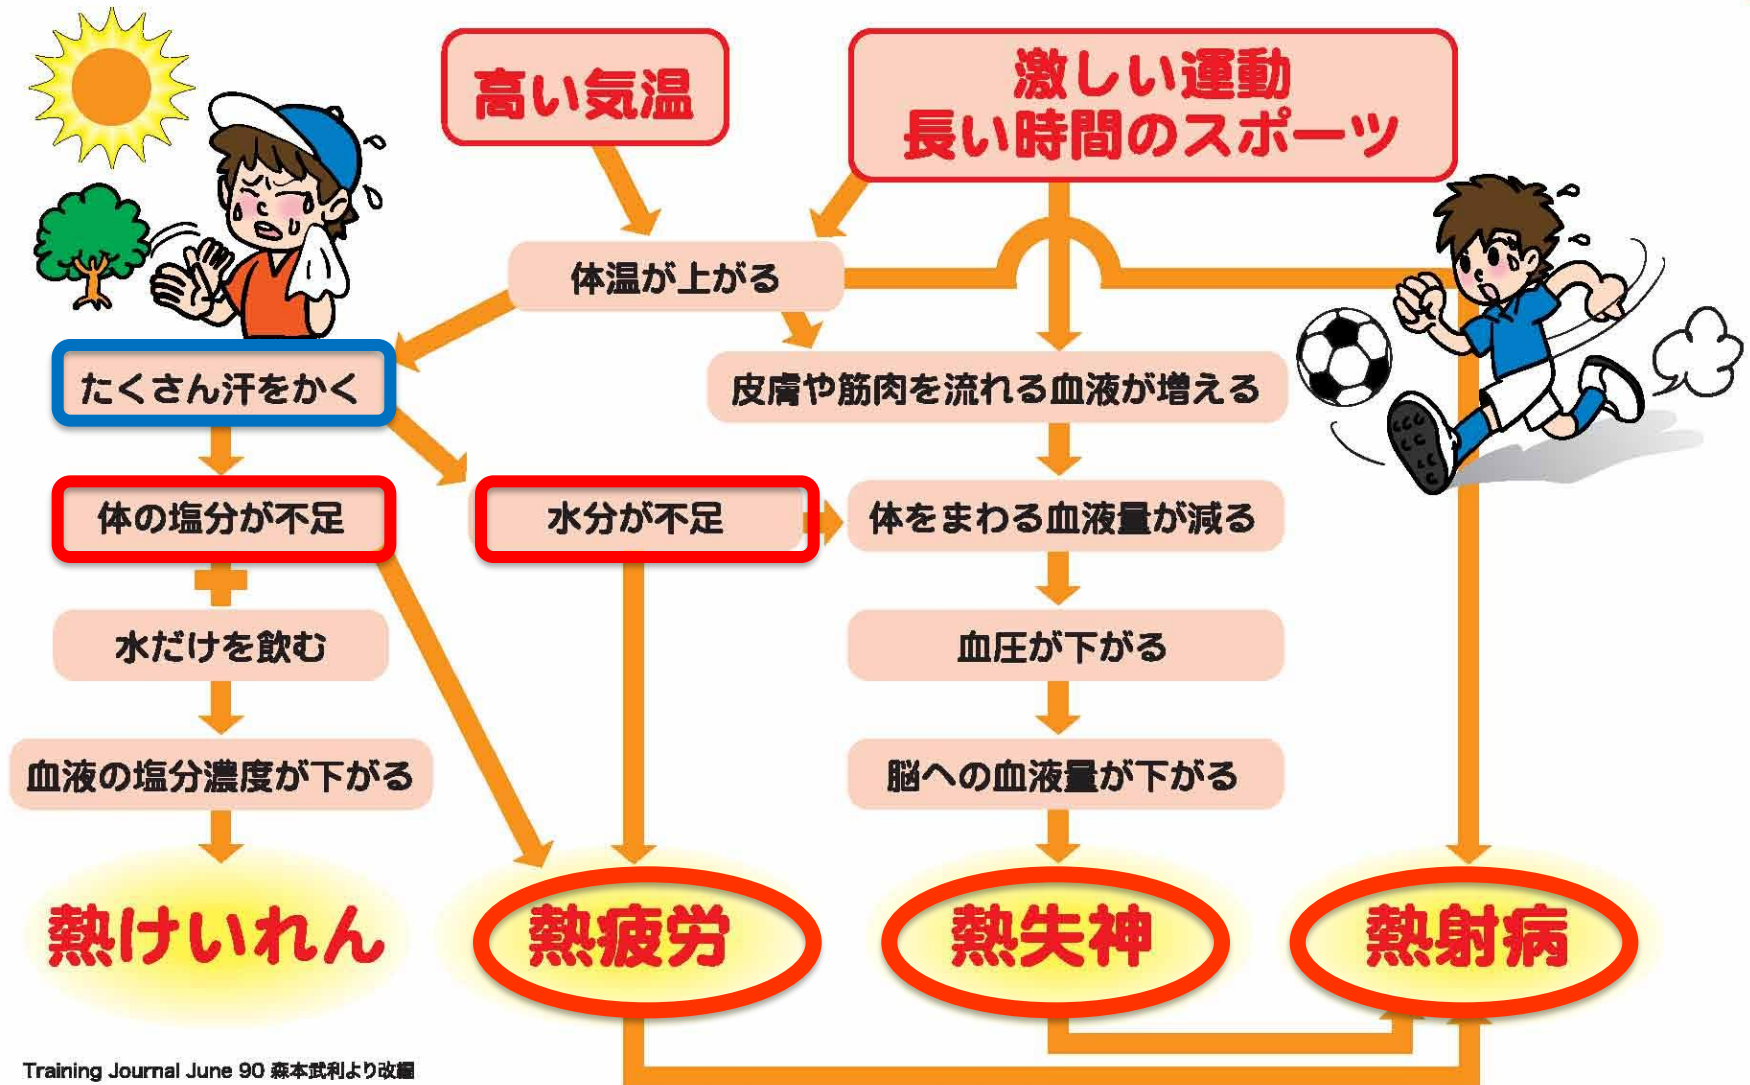 高い気温
激しい運動
長い時間のスポーツ
体温が上がる
たくさん汗をかく
皮膚や筋肉を流れる血液が増える
体の塩分が不足
水分が不足
体をまわる血液量が減る
水だけを飲む
血圧が下がる
血液の塩分濃度が下がる
脳への血液量が下がる
熱けいれん
熱疲労
熱失神
熱射病
Training Journal June 90 森本武利より改編